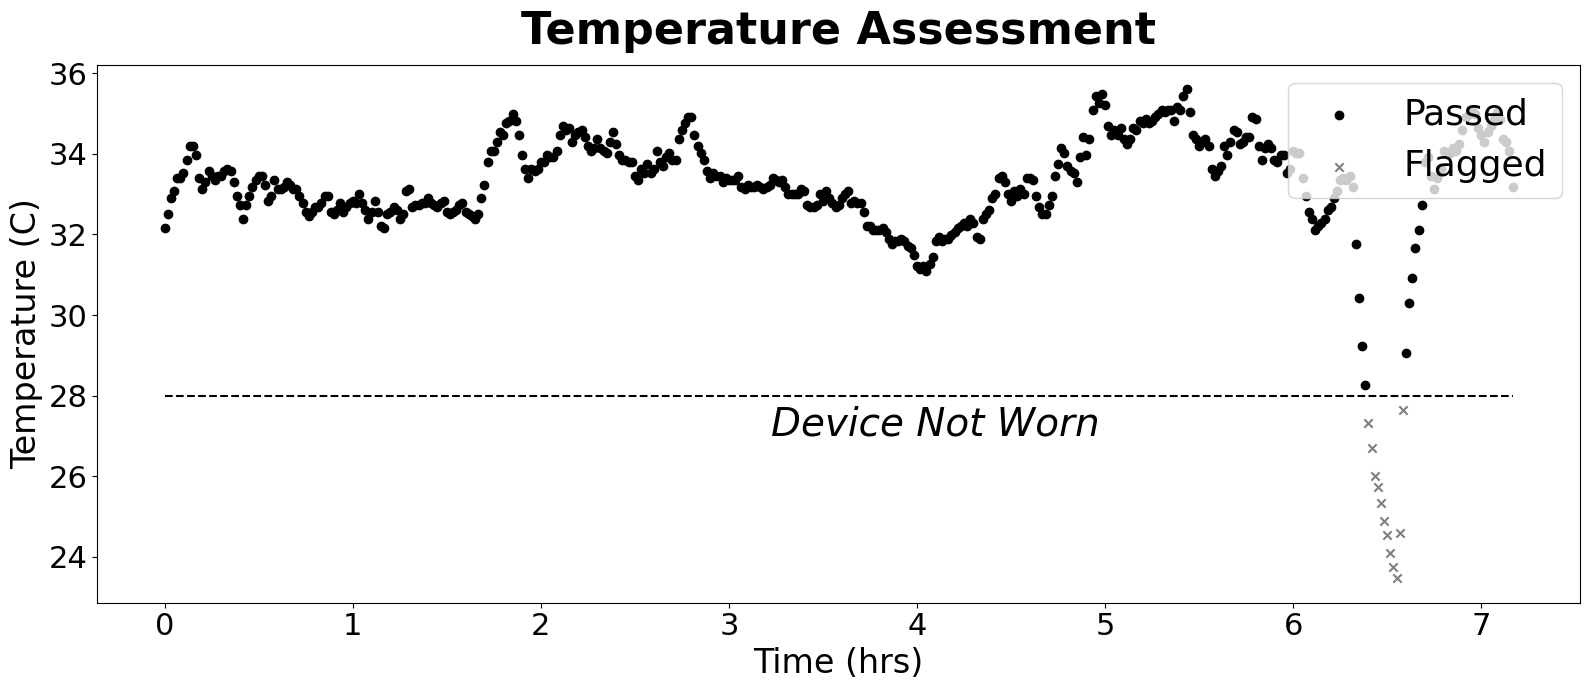 Temperature Assessment
36
34
32
30
28
26
24
Temperature (C)
Passed
Flagged
Device Not Worn
0 1 2 3 4 5 6 7
Time (hrs)